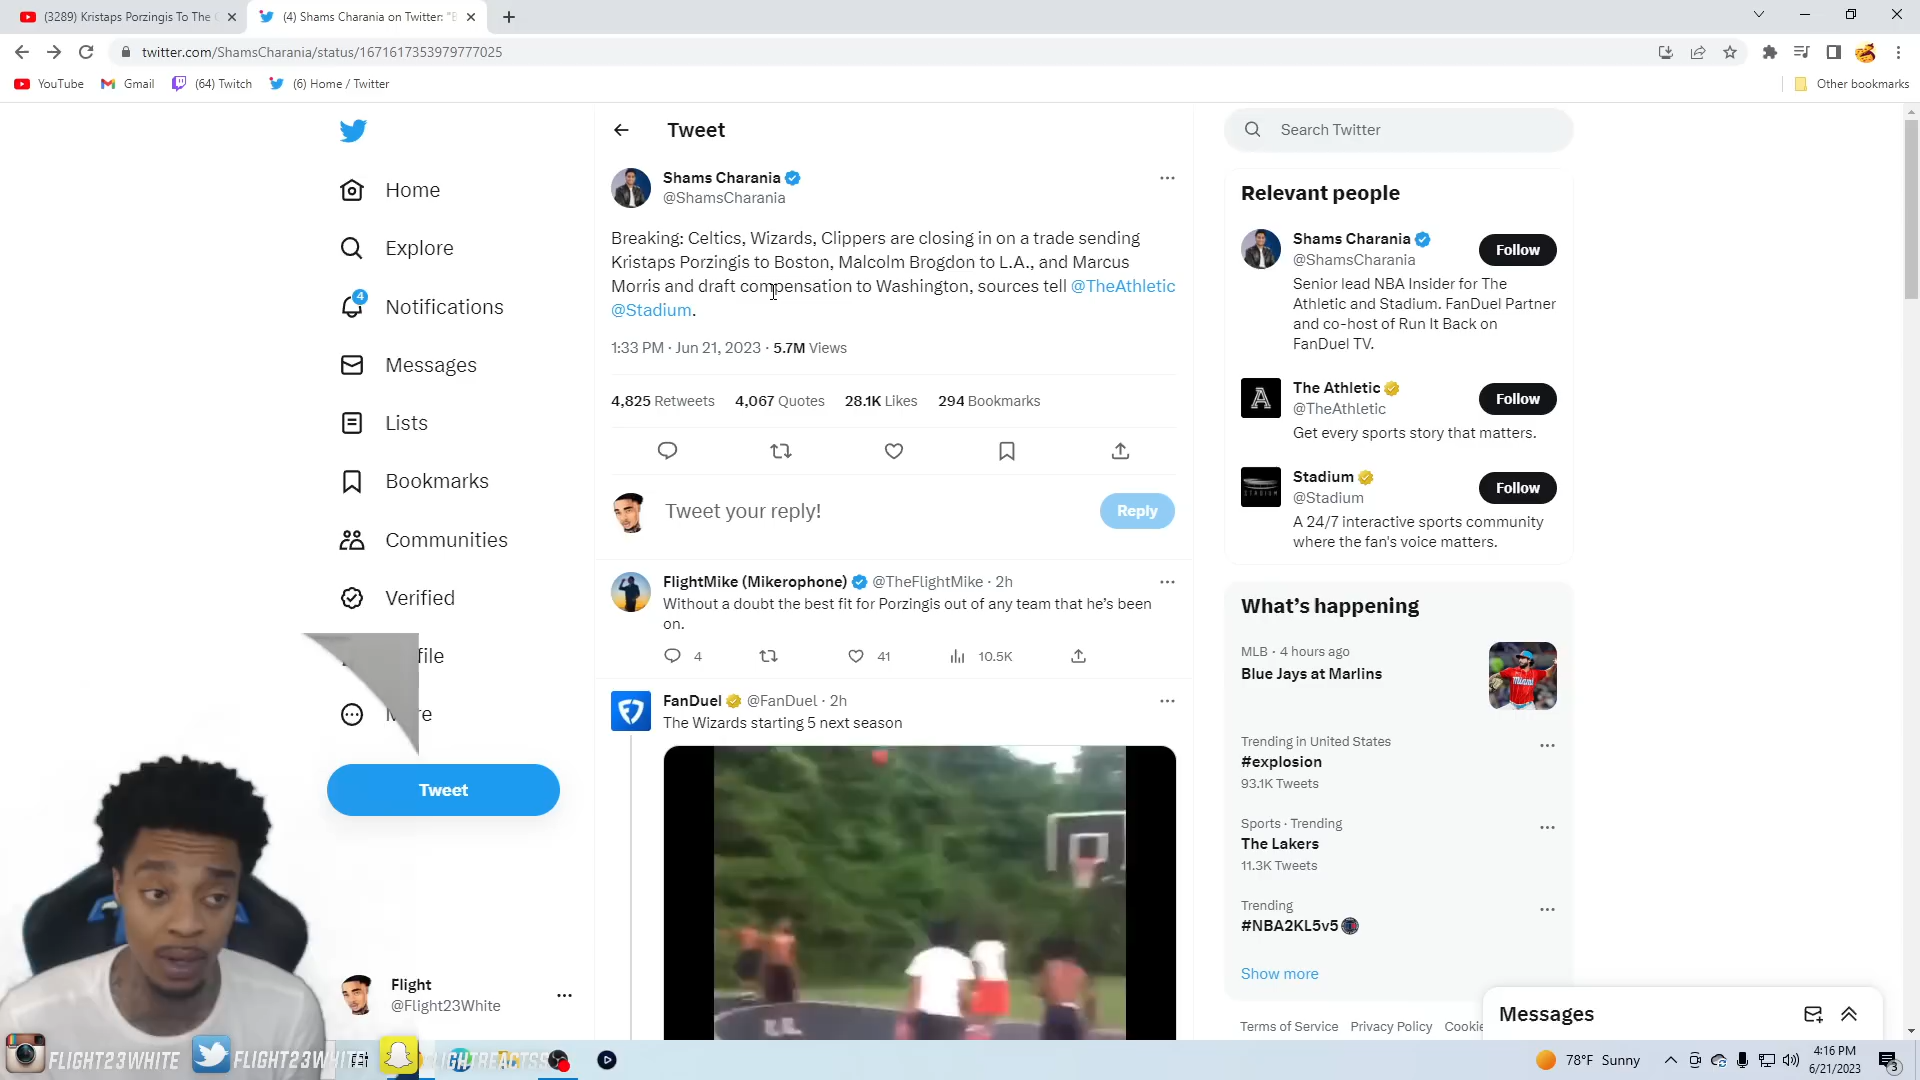 (3289) Kristaps Porzingis To The
(4) Shams Charania on Twitter: "B
twitter.com/ShamsCharania/status/1671617353979777025
YouTube
Gmail
(64) Twitch
(6) Home / Twitter
Other bookmarks
Home
Explore
4
Notifications
Messages
Lists
Bookmarks
Communities
Verified
file
Tweet
Flight
@Flight23White
Tweet
Shams Charania
@ShamsCharania
Breaking: Celtics, Wizards, Clippers are closing in on a trade sending
Kristaps Porzingis to Boston, Malcolm Brogdon to L.A., and Marcus
Morris and draft compensation to Washington, sources tell @TheAthletic
@Stadium.
1:33 PM · Jun 21, 2023 · 5.7M Views
4,825 Retweets 4,067 Quotes 28.1K Likes 294 Bookmarks
Tweet your reply!
Reply
FlightMike (Mikerophone) @TheFlightMike · 2h
Without a doubt the best fit for Porzingis out of any team that he's been
on.
4
41
10.5K
FanDuel @FanDuel · 2h
The Wizards starting 5 next season
Search Twitter
Relevant people
Shams Charania
@ShamsCharania
Follow
Senior lead NBA Insider for The
Athletic and Stadium. FanDuel Partner
and co-host of Run It Back on
FanDuel TV.
The Athletic
@TheAthletic
Follow
Get every sports story that matters.
Stadium
@Stadium
Follow
A 24/7 interactive sports community
where the fan's voice matters.
What's happening
MLB · 4 hours ago
Blue Jays at Marlins
Trending in United States
#explosion
93.1K Tweets
Sports · Trending
The Lakers
11.3K Tweets
Trending
#NBA2KL5v5
Show more
Terms of Service Privacy Policy Cookie
Messages
FLIGHT23WHITE
FLIGHT23WHITE
FLIGHTREACTSS
78°F Sunny
4:16 PM
6/21/2023
3